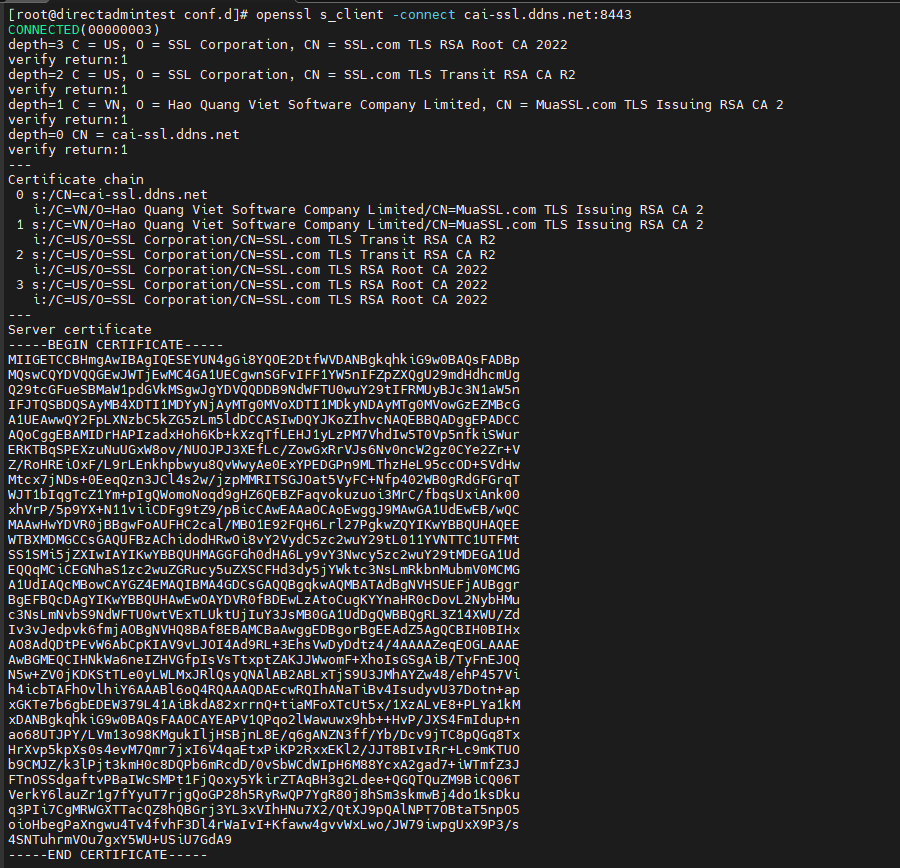 [root@directadmintest conf.d]# openssl s_client -connect cai-ssl.ddns.net:8443
CONNECTED(00000003)
depth=3 C = US, O = SSL Corporation, CN = SSL.com TLS RSA Root CA 2022
verify return:1
depth=2 C = US, O = SSL Corporation, CN = SSL.com TLS Transit RSA CA R2
verify return:1
depth=1 C = VN, O = Hao Quang Viet Software Company Limited, CN = MuaSSL.com TLS Issuing RSA CA 2
verify return:1
depth=0 CN = cai-ssl.ddns.net
verify return:1
---
Certificate chain
 0 s:/CN=cai-ssl.ddns.net
   i:/C=VN/O=Hao Quang Viet Software Company Limited/CN=MuaSSL.com TLS Issuing RSA CA 2
 1 s:/C=VN/O=Hao Quang Viet Software Company Limited/CN=MuaSSL.com TLS Issuing RSA CA 2
   i:/C=US/O=SSL Corporation/CN=SSL.com TLS Transit RSA CA R2
 2 s:/C=US/O=SSL Corporation/CN=SSL.com TLS Transit RSA CA R2
   i:/C=US/O=SSL Corporation/CN=SSL.com TLS RSA Root CA 2022
 3 s:/C=US/O=SSL Corporation/CN=SSL.com TLS RSA Root CA 2022
   i:/C=US/O=SSL Corporation/CN=SSL.com TLS RSA Root CA 2022
---
Server certificate
-----BEGIN CERTIFICATE-----
MIIGETCCBHmgAwIBAgIQESEYUN4gGi8YQOE2DtfWVDANBgkqhkiG9w0BAQsFADBp
MQswCQYDVQQGEwJWTjEwMC4GA1UECgwnSGFvIFF1YW5nIFZpZXQgU29mdHdhcmUg
Q29tcGFueSBMaW1pdGVkMSgwJgYDVQQDDB9NdWFTU0wuY29tIFRMUyBJc3N1aW5n
IFJTQSBDQSAyMB4XDTI1MDYyNjAyMTg0MVoXDTI1MDkyNDAyMTg0MVowGzEZMBcG
A1UEAwwQY2FpLXNzbC5kZG5zLm5ldDCCASIwDQYJKoZIhvcNAQEBBQADggEPADCC
AQoCggEBAMIDrHAPIzadxHoh6Kb+kXzqTfLEHJ1yLzPM7VhdIw5T0Vp5nfkiSWur
ERKTBqSPEXzuNuUGxW8ov/NUOJPJ3XEfLc/ZowGxRrVJs6Nv0ncW2gz0CYe2Zr+V
Z/RoHREiOxF/L9rLEnkhpbwyu8QvWwyAe0ExYPEDGPn9MLThzHeL95ccOD+SVdHw
Mtcx7jNDs+0EeqQzn3JCl4s2w/jzpMMRITSGJOat5VyFC+Nfp402WB0gRdGFGrqT
WJT1bIqgTcZ1Ym+pIgQWomoNoqd9gHZ6QEBZFaqvokuzuoi3MrC/fbqsUxiAnk00
xhVrP/5p9YX+N11viiCDFg9tZ9/pBicCAwEAAaOCAoEwggJ9MAwGA1UdEwEB/wQC
MAAwHwYDVR0jBBgwFoAUFHC2cal/MBO1E92FQH6Lrl27PgkwZQYIKwYBBQUHAQEE
WTBXMDMGCCsGAQUFBzAChidodHRwOi8vY2VydC5zc2wuY29tL011YVNTTC1UTFMt
SS1SMi5jZXIwIAYIKwYBBQUHMAGGFGh0dHA6Ly9vY3Nwcy5zc2wuY29tMDEGA1Ud
EQQqMCiCEGNhaS1zc2wuZGRucy5uZXSCFHd3dy5jYWktc3NsLmRkbnMubmV0MCMG
A1UdIAQcMBowCAYGZ4EMAQIBMA4GDCsGAQQBgqkwAQMBATAdBgNVHSUEFjAUBggr
BgEFBQcDAgYIKwYBBQUHAwEwOAYDVR0fBDEwLzAtoCugKYYnaHR0cDovL2NybHMu
c3NsLmNvbS9NdWFTU0wtVExTLUktUjIuY3JsMB0GA1UdDgQWBBQgRL3Z14XWU/Zd
Iv3vJedpvk6fmjAOBgNVHQ8BAf8EBAMCBaAwggEDBgorBgEEAdZ5AgQCBIH0BIHx
AO8AdQDtPEvW6AbCpKIAV9vLJOI4Ad9RL+3EhsVwDyDdtz4/4AAAAZeqEOGLAAAE
AwBGMEQCIHNkWa6neIZHVGfpIsVsTtxptZAKJJWwomF+XhoIsGSgAiB/TyFnEJOQ
N5w+ZV0jKDKStTLe0yLWLMxJRlQsyQNAlAB2ABLxTjS9U3JMhAYZw48/ehP457Vi
h4icbTAFhOvlhiY6AAABl6oQ4RQAAAQDAEcwRQIhANaTiBv4IsudyvU37Dotn+ap
xGKTe7b6gbEDEW379L41AiBkdA82xrrnQ+tiaMFoXTcUt5x/1XzALvE8+PLYa1kM
xDANBgkqhkiG9w0BAQsFAAOCAYEAPV1QPqo2lWawuwx9hb++HvP/JXS4FmIdup+n
ao68UTJPY/LVm13o98KMgukIljHSBjnL8E/q6gANZN3ff/Yb/Dcv9jTC8pQGq8Tx
HrXvp5kpXs0s4evM7Qmr7jxI6V4qaEtxPiKP2RxxEKl2/JJT8BIvIRr+Lc9mKTUO
b9CMJZ/k3lPjt3kmH0c8DQPb6mRcdD/0vSbWCdWIpH6M88YcxA2gad7+iWTmfZ3J
FTnOSSdgaftvPBaIWcSMPt1FjQoxy5YkirZTAqBH3g2Ldee+QGQTQuZM9BiCQ06T
VerkY6lauZr1g7fYyuT7rjgQoGP28h5RyRwQP7YgR80j8hSm3skmwBj4do1ksDku
q3PIi7CgMRWGXTTacQZ8hQBGrj3YL3xVIhHNu7X2/QtXJ9pQAlNPT7OBtaT5npO5
oioHbegPaXngwu4Tv4fvhF3Dl4rWaIvI+Kfaww4gvvWxLwo/JW79iwpgUxX9P3/s
4SNTuhrmVOu7gxY5WU+USiU7GdA9
-----END CERTIFICATE-----